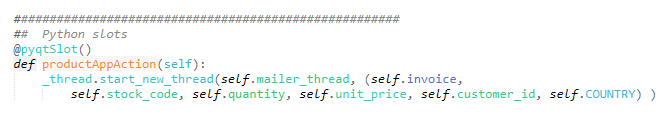 ######################################################
##  Python slots
@pyqtSlot()
def productAppAction(self):
    _thread.start_new_thread(self.mailer_thread, (self.invoice,
        self.stock_code, self.quantity, self.unit_price, self.customer_id, self.COUNTRY) )